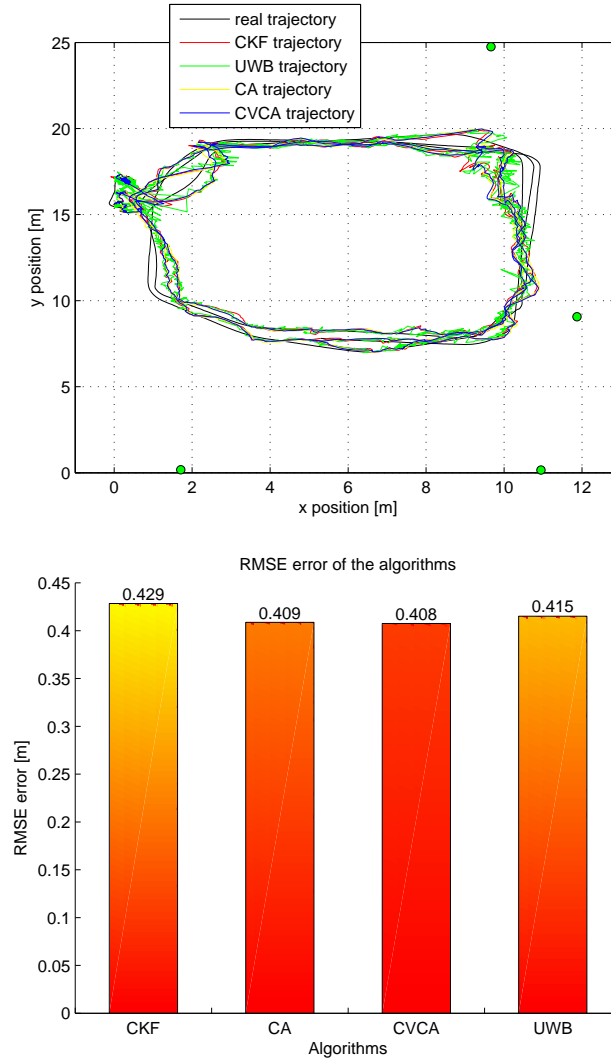 real trajectory
CKF trajectory
UWB trajectory
CA trajectory
CVCA trajectory
25
20
15
10
5
0
y position [m]
0 2 4 6 8 10 12
x position [m]
RMSE error of the algorithms
0.45
0.4
0.35
0.3
0.25
0.2
0.15
0.1
0.05
0
RMSE error [m]
0.429 0.409 0.408 0.415
CKF CA CVCA UWB
Algorithms